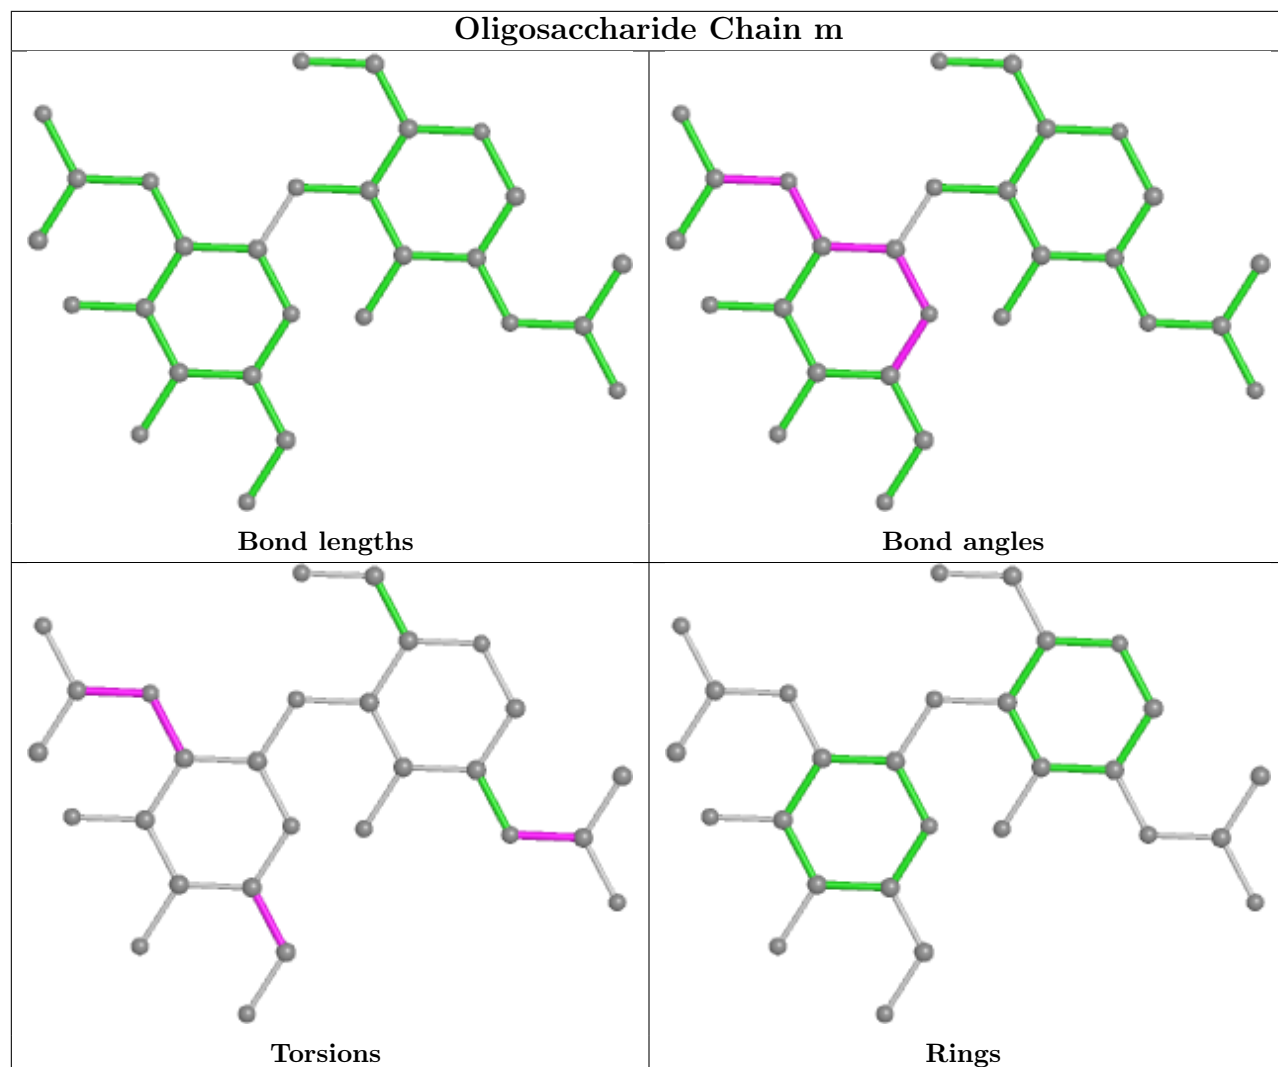 Oligosaccharide Chain m
Bond lengths
Bond angles
Torsions
Rings